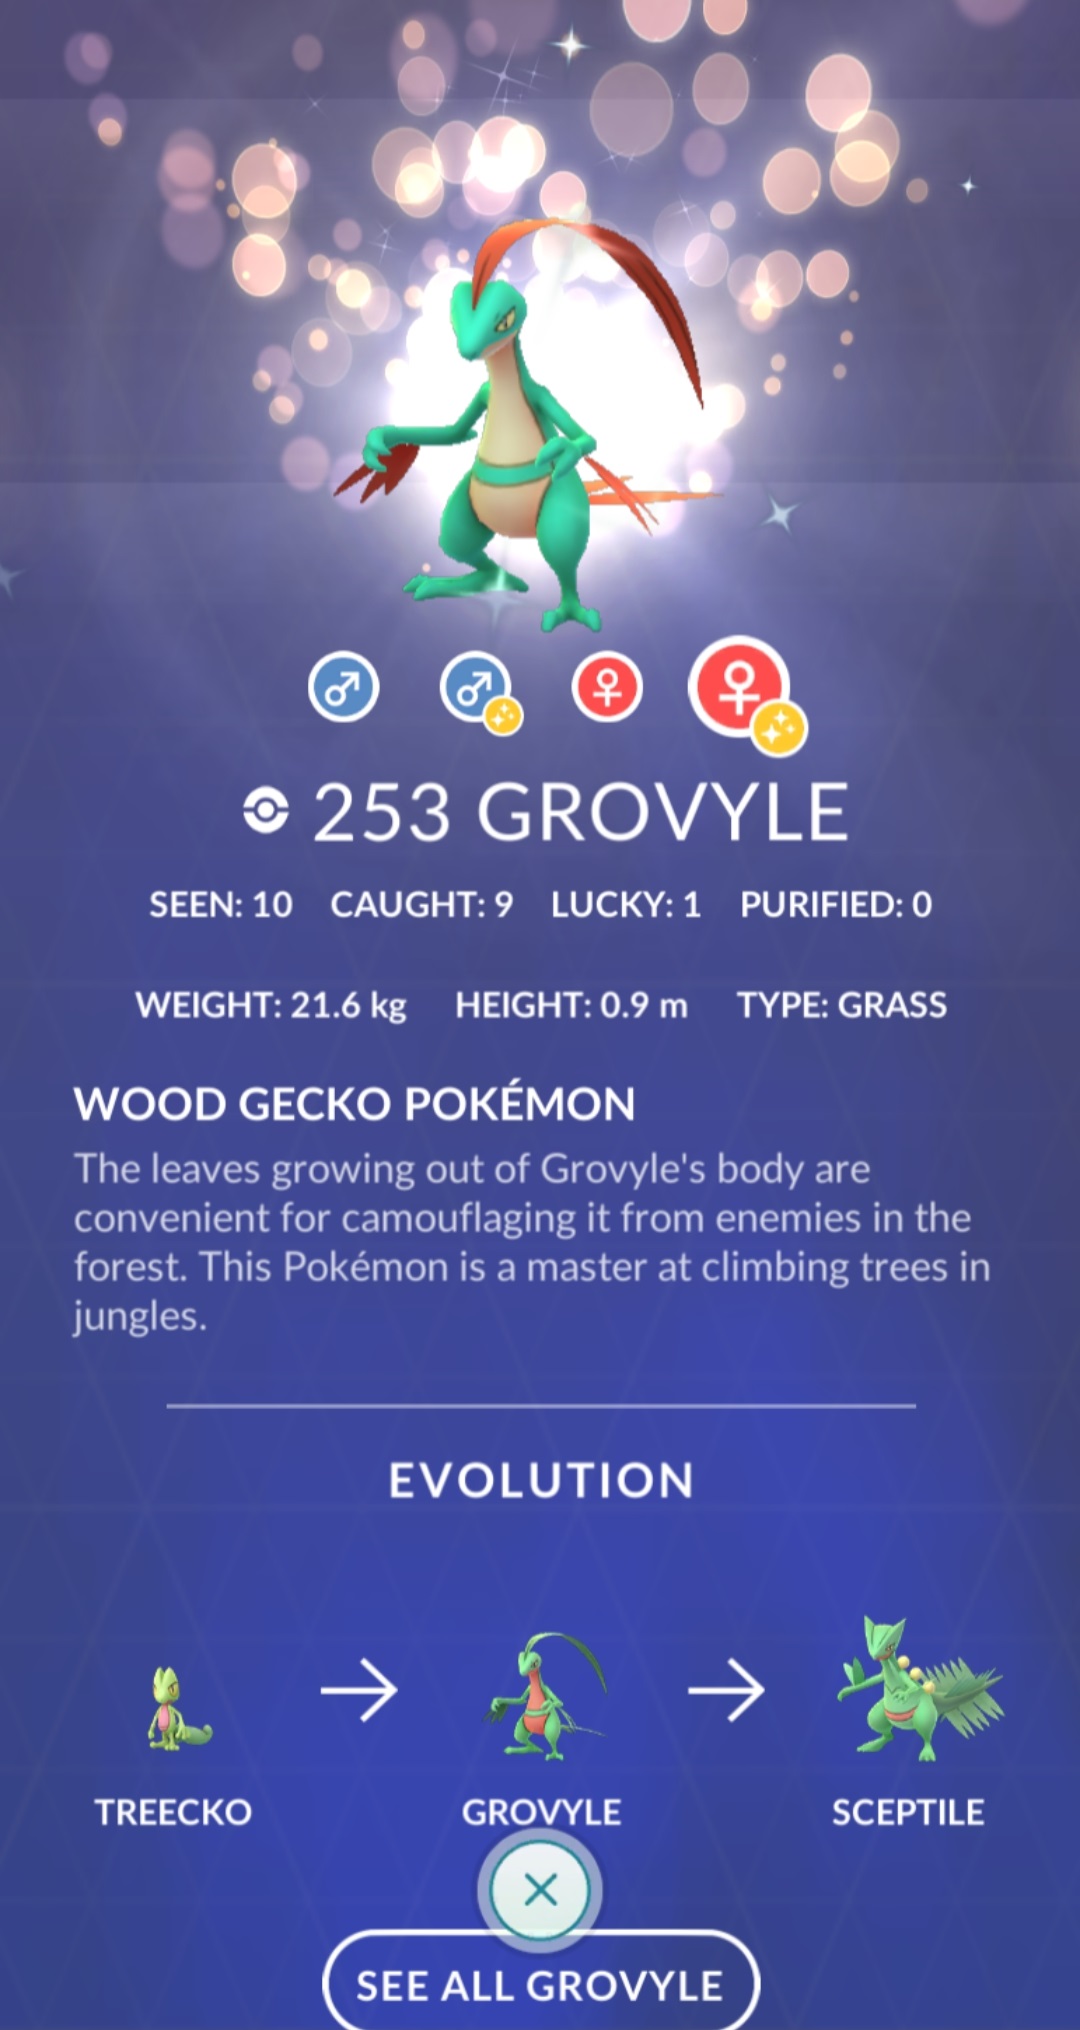 253 GROVYLE
SEEN: 10 CAUGHT: 9 LUCKY: 1 PURIFIED: 0
WEIGHT: 21.6 kg HEIGHT: 0.9 m TYPE: GRASS
WOOD GECKO POKÉMON
The leaves growing out of Grovyle's body are
convenient for camouflaging it from enemies in the
forest. This Pokémon is a master at climbing trees in
jungles.
EVOLUTION
TREECKO GROVYLE SCEPTILE
SEE ALL GROVYLE